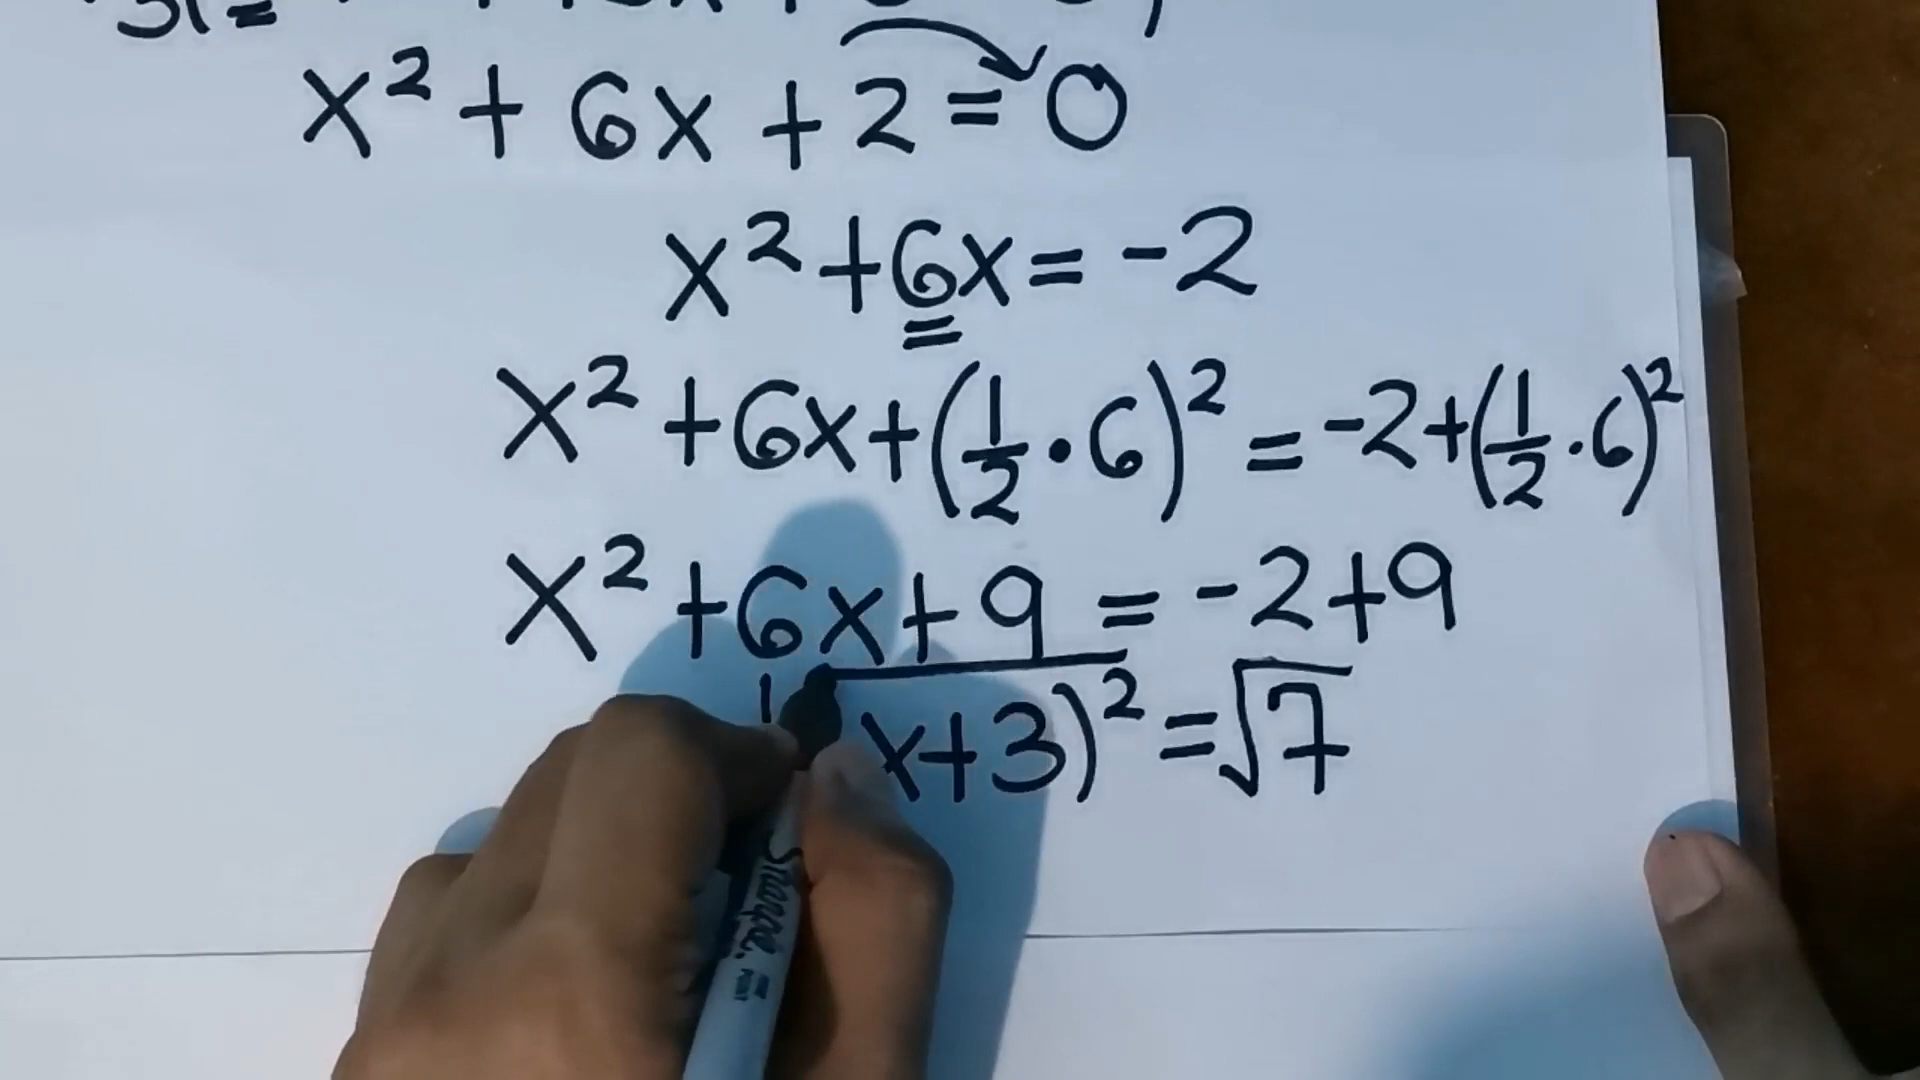 x² + 6x + 2 = 0
x² + 6x = -2
x² + 6x + (1/2 · 6)² = -2 + (1/2 · 6)²
x² + 6x + 9 = -2 + 9
√(x + 3)² = √7
Sharpie.